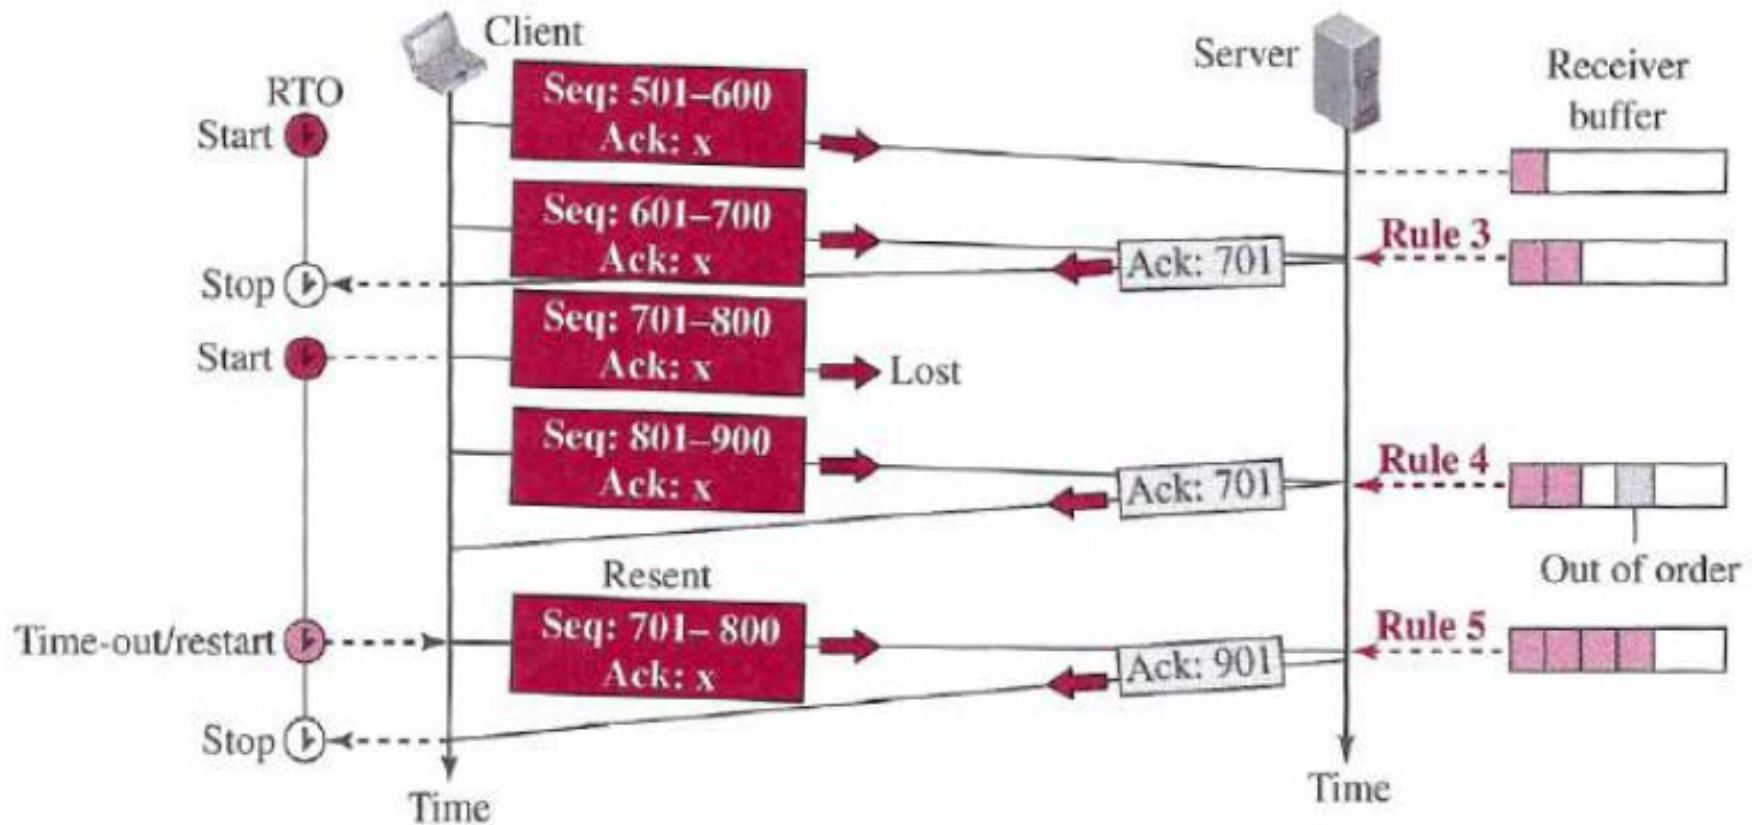 Client
Server
Receiver
buffer
RTO
Start
Seq: 501–600
Ack: x
Seq: 601–700
Ack: x
Rule 3
Ack: 701
Stop
Seq: 701–800
Ack: x
Start
Lost
Seq: 801–900
Ack: x
Rule 4
Ack: 701
Out of order
Resent
Seq: 701– 800
Ack: x
Time-out/restart
Rule 5
Ack: 901
Stop
Time
Time